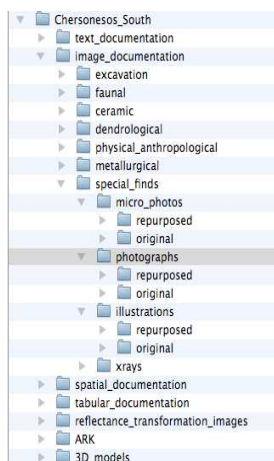 Chersonesos_South
text_documentation
image_documentation
excavation
faunal
ceramic
dendrological
physical_anthropological
metallurgical
special_finds
micro_photos
repurposed
original
photographs
repurposed
original
illustrations
repurposed
original
xrays
spatial_documentation
tabular_documentation
reflectance_transformation_images
ARK
3D_models